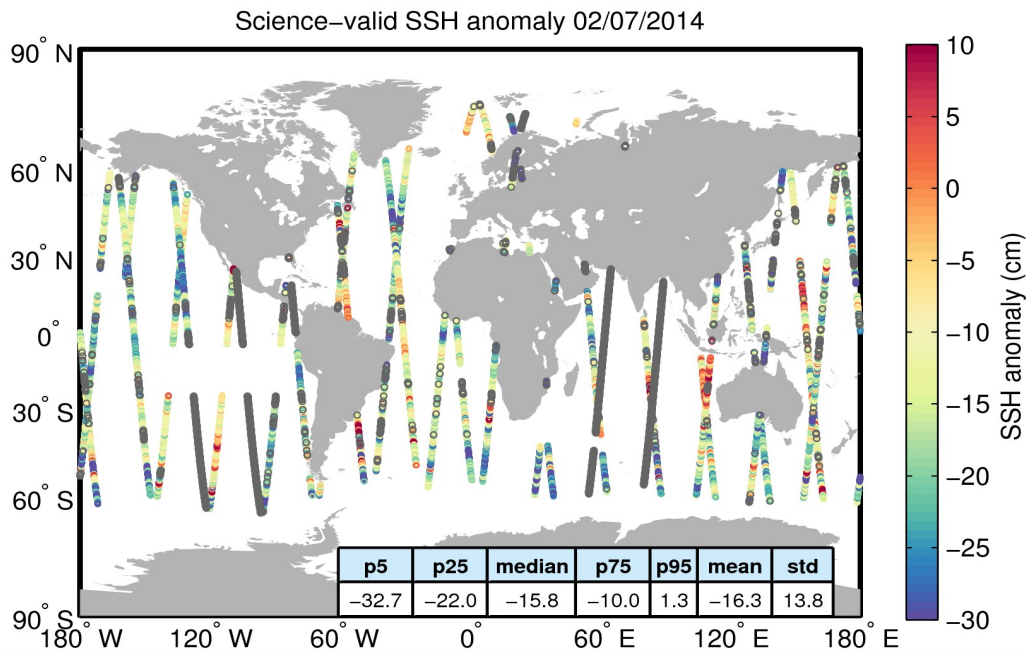 Science−valid SSH anomaly 02/07/2014
90° N
60° N
30° N
0°
30° S
60° S
90° S
180° W
120° W
60° W
0°
60° E
120° E
180° E
p5 p25 median p75 p95 mean std
−32.7 −22.0 −15.8 −10.0 1.3 −16.3 13.8
10
5
0
−5
−10
−15
−20
−25
−30
SSH anomaly (cm)